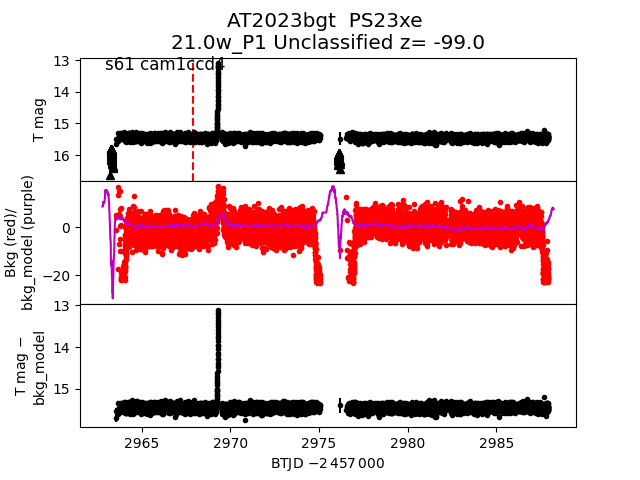 AT2023bgt  PS23xe
21.0w_P1 Unclassified z= -99.0
s61 cam1ccd4
T mag
13
14
15
16
Bkg (red)/
bkg_model (purple)
0
−20
T mag −
bkg_model
13
14
15
2965 2970 2975 2980 2985
BTJD −2 457 000